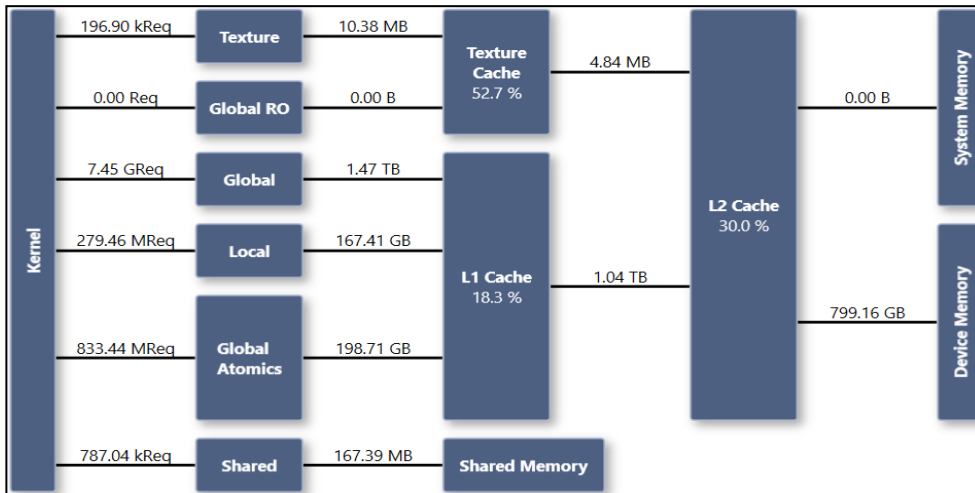 Kernel
196.90 kReq
Texture
10.38 MB
Texture
Cache
52.7 %
4.84 MB
0.00 Req
Global RO
0.00 B
7.45 GReq
Global
1.47 TB
279.46 MReq
Local
167.41 GB
L1 Cache
18.3 %
1.04 TB
833.44 MReq
Global
Atomics
198.71 GB
787.04 kReq
Shared
167.39 MB
Shared Memory
L2 Cache
30.0 %
0.00 B
System Memory
799.16 GB
Device Memory